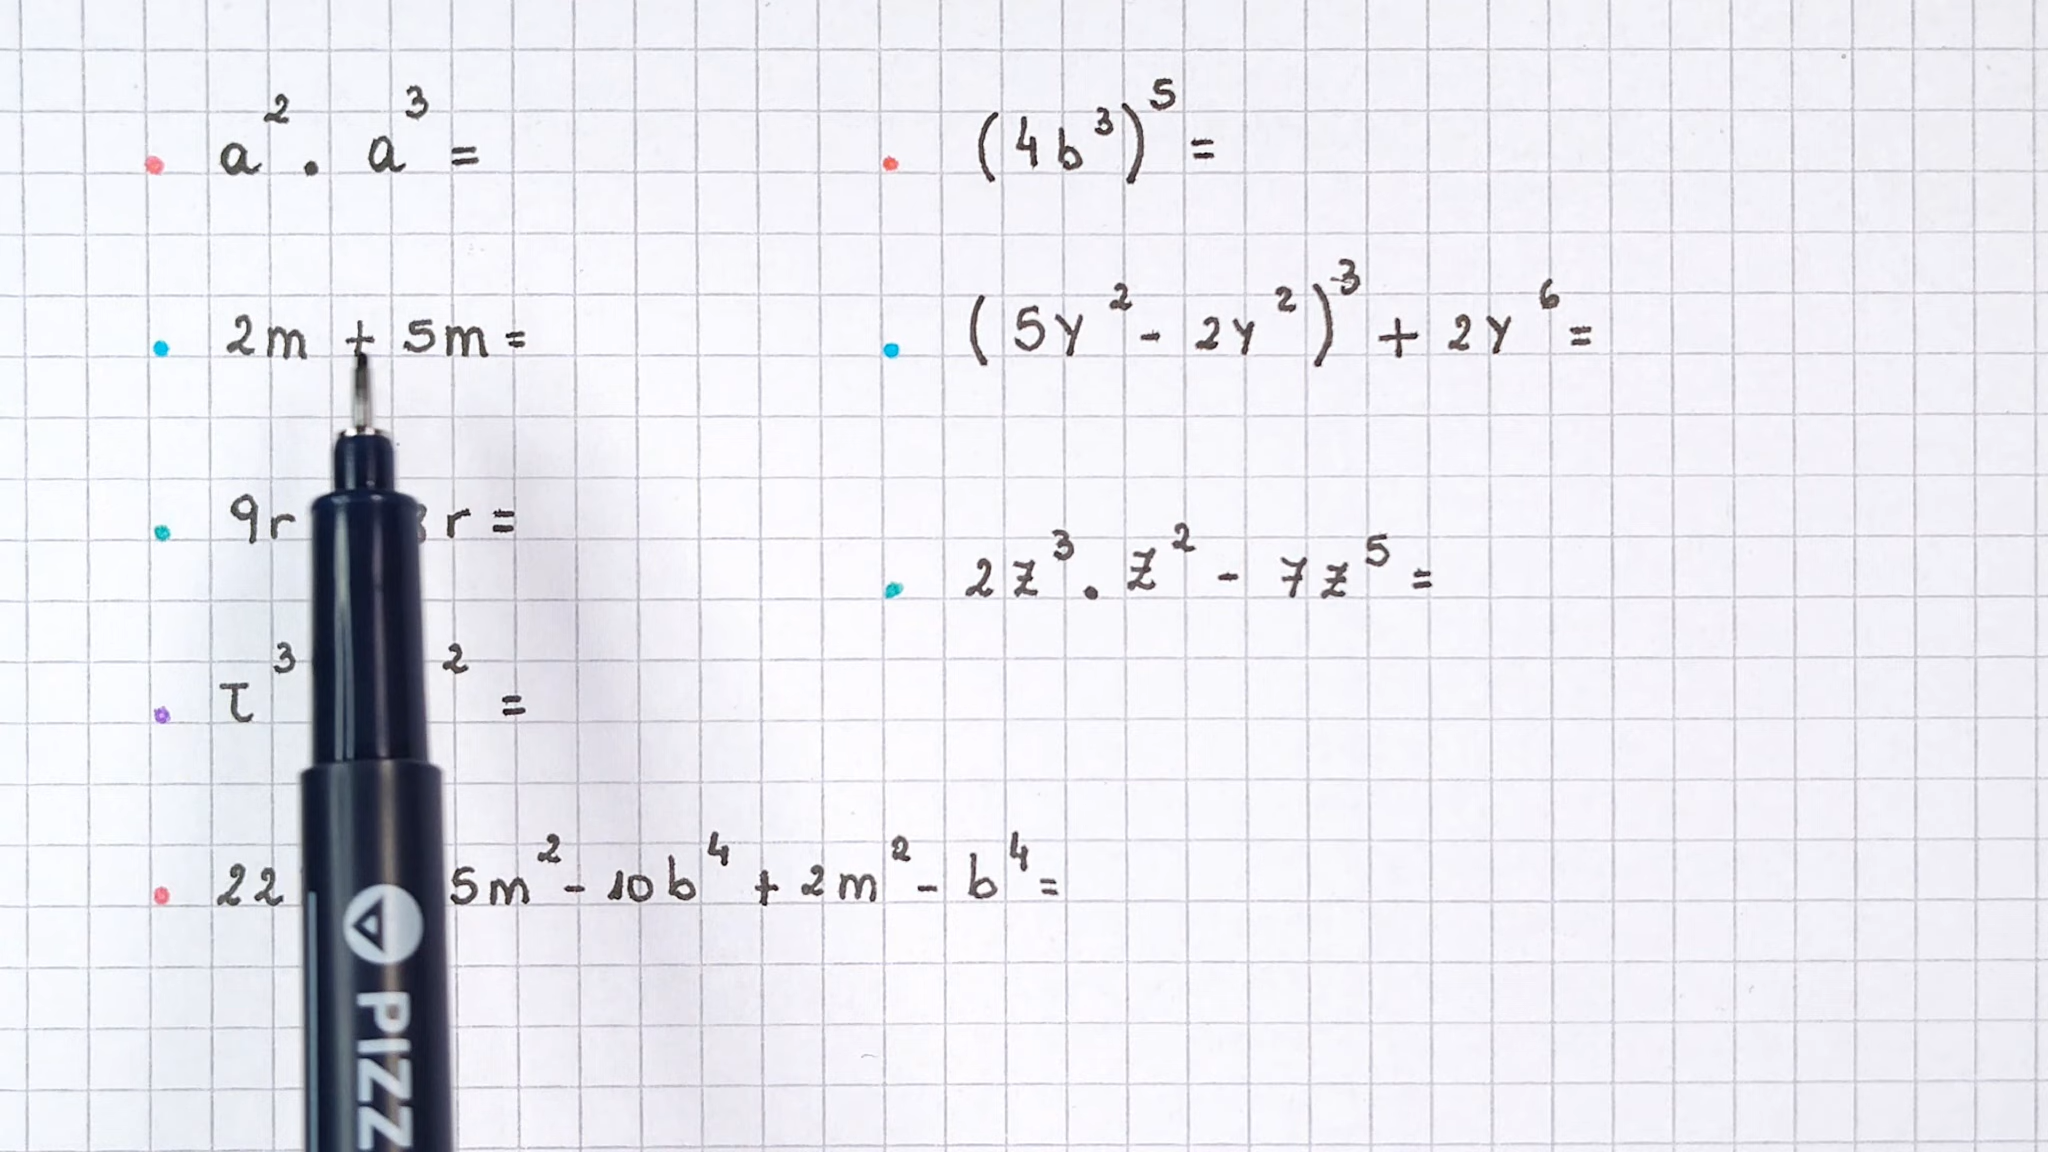 a² . a³ =
2m + 5m =
9r r =
τ³ ² =
22 5m² - 10b⁴ + 2m² - b⁴ =
(4b³)⁵ =
(5y² - 2y²)³ + 2y⁶ =
2z³ . z² - 7z⁵ =
PIZZ